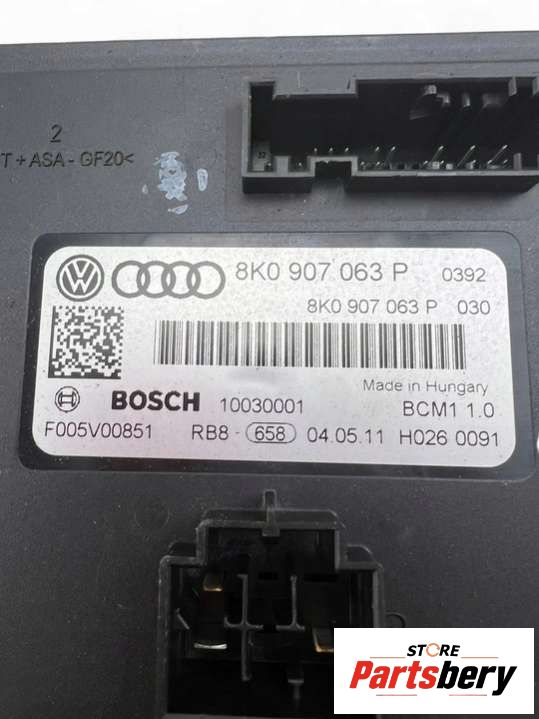 2
T + ASA - GF20<
32
8K0 907 063 P 0392
8K0 907 063 P 030
Made in Hungary
BOSCH 10030001 BCM1 1.0
F005V00851 RB8 - 658 04.05.11 H026 0091
STORE
Partsbery